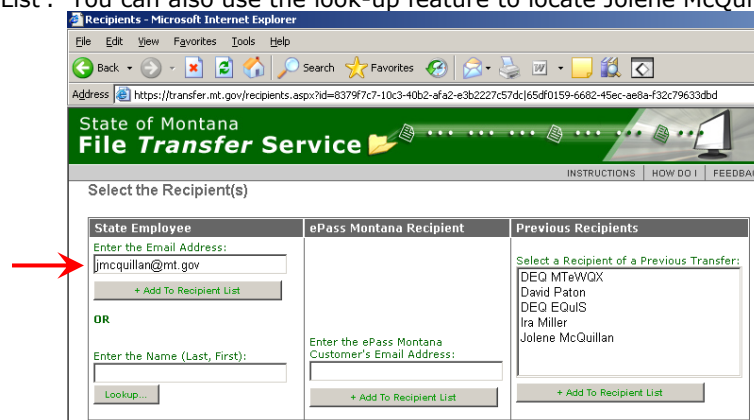 List". You can also use the look-up feature to locate Jolene McQui
Recipients - Microsoft Internet Explorer
File Edit View Favorites Tools Help
Back Search Favorites
Address https://transfer.mt.gov/recipients.aspx?id=8379f7c7-10c3-40b2-afa2-e3b2227c57dc|65df0159-6682-45ec-ae8a-f32c79633dbd
State of Montana
File Transfer Service
INSTRUCTIONS HOW DO I FEEDBA
Select the Recipient(s)
State Employee
Enter the Email Address:
jmcquillan@mt.gov
+ Add To Recipient List
OR
Enter the Name (Last, First):
Lookup...
ePass Montana Recipient
Enter the ePass Montana
Customer's Email Address:
+ Add To Recipient List
Previous Recipients
Select a Recipient of a Previous Transfer:
DEQ MTeWQX
David Paton
DEQ EQuIS
Ira Miller
Jolene McQuillan
+ Add To Recipient List